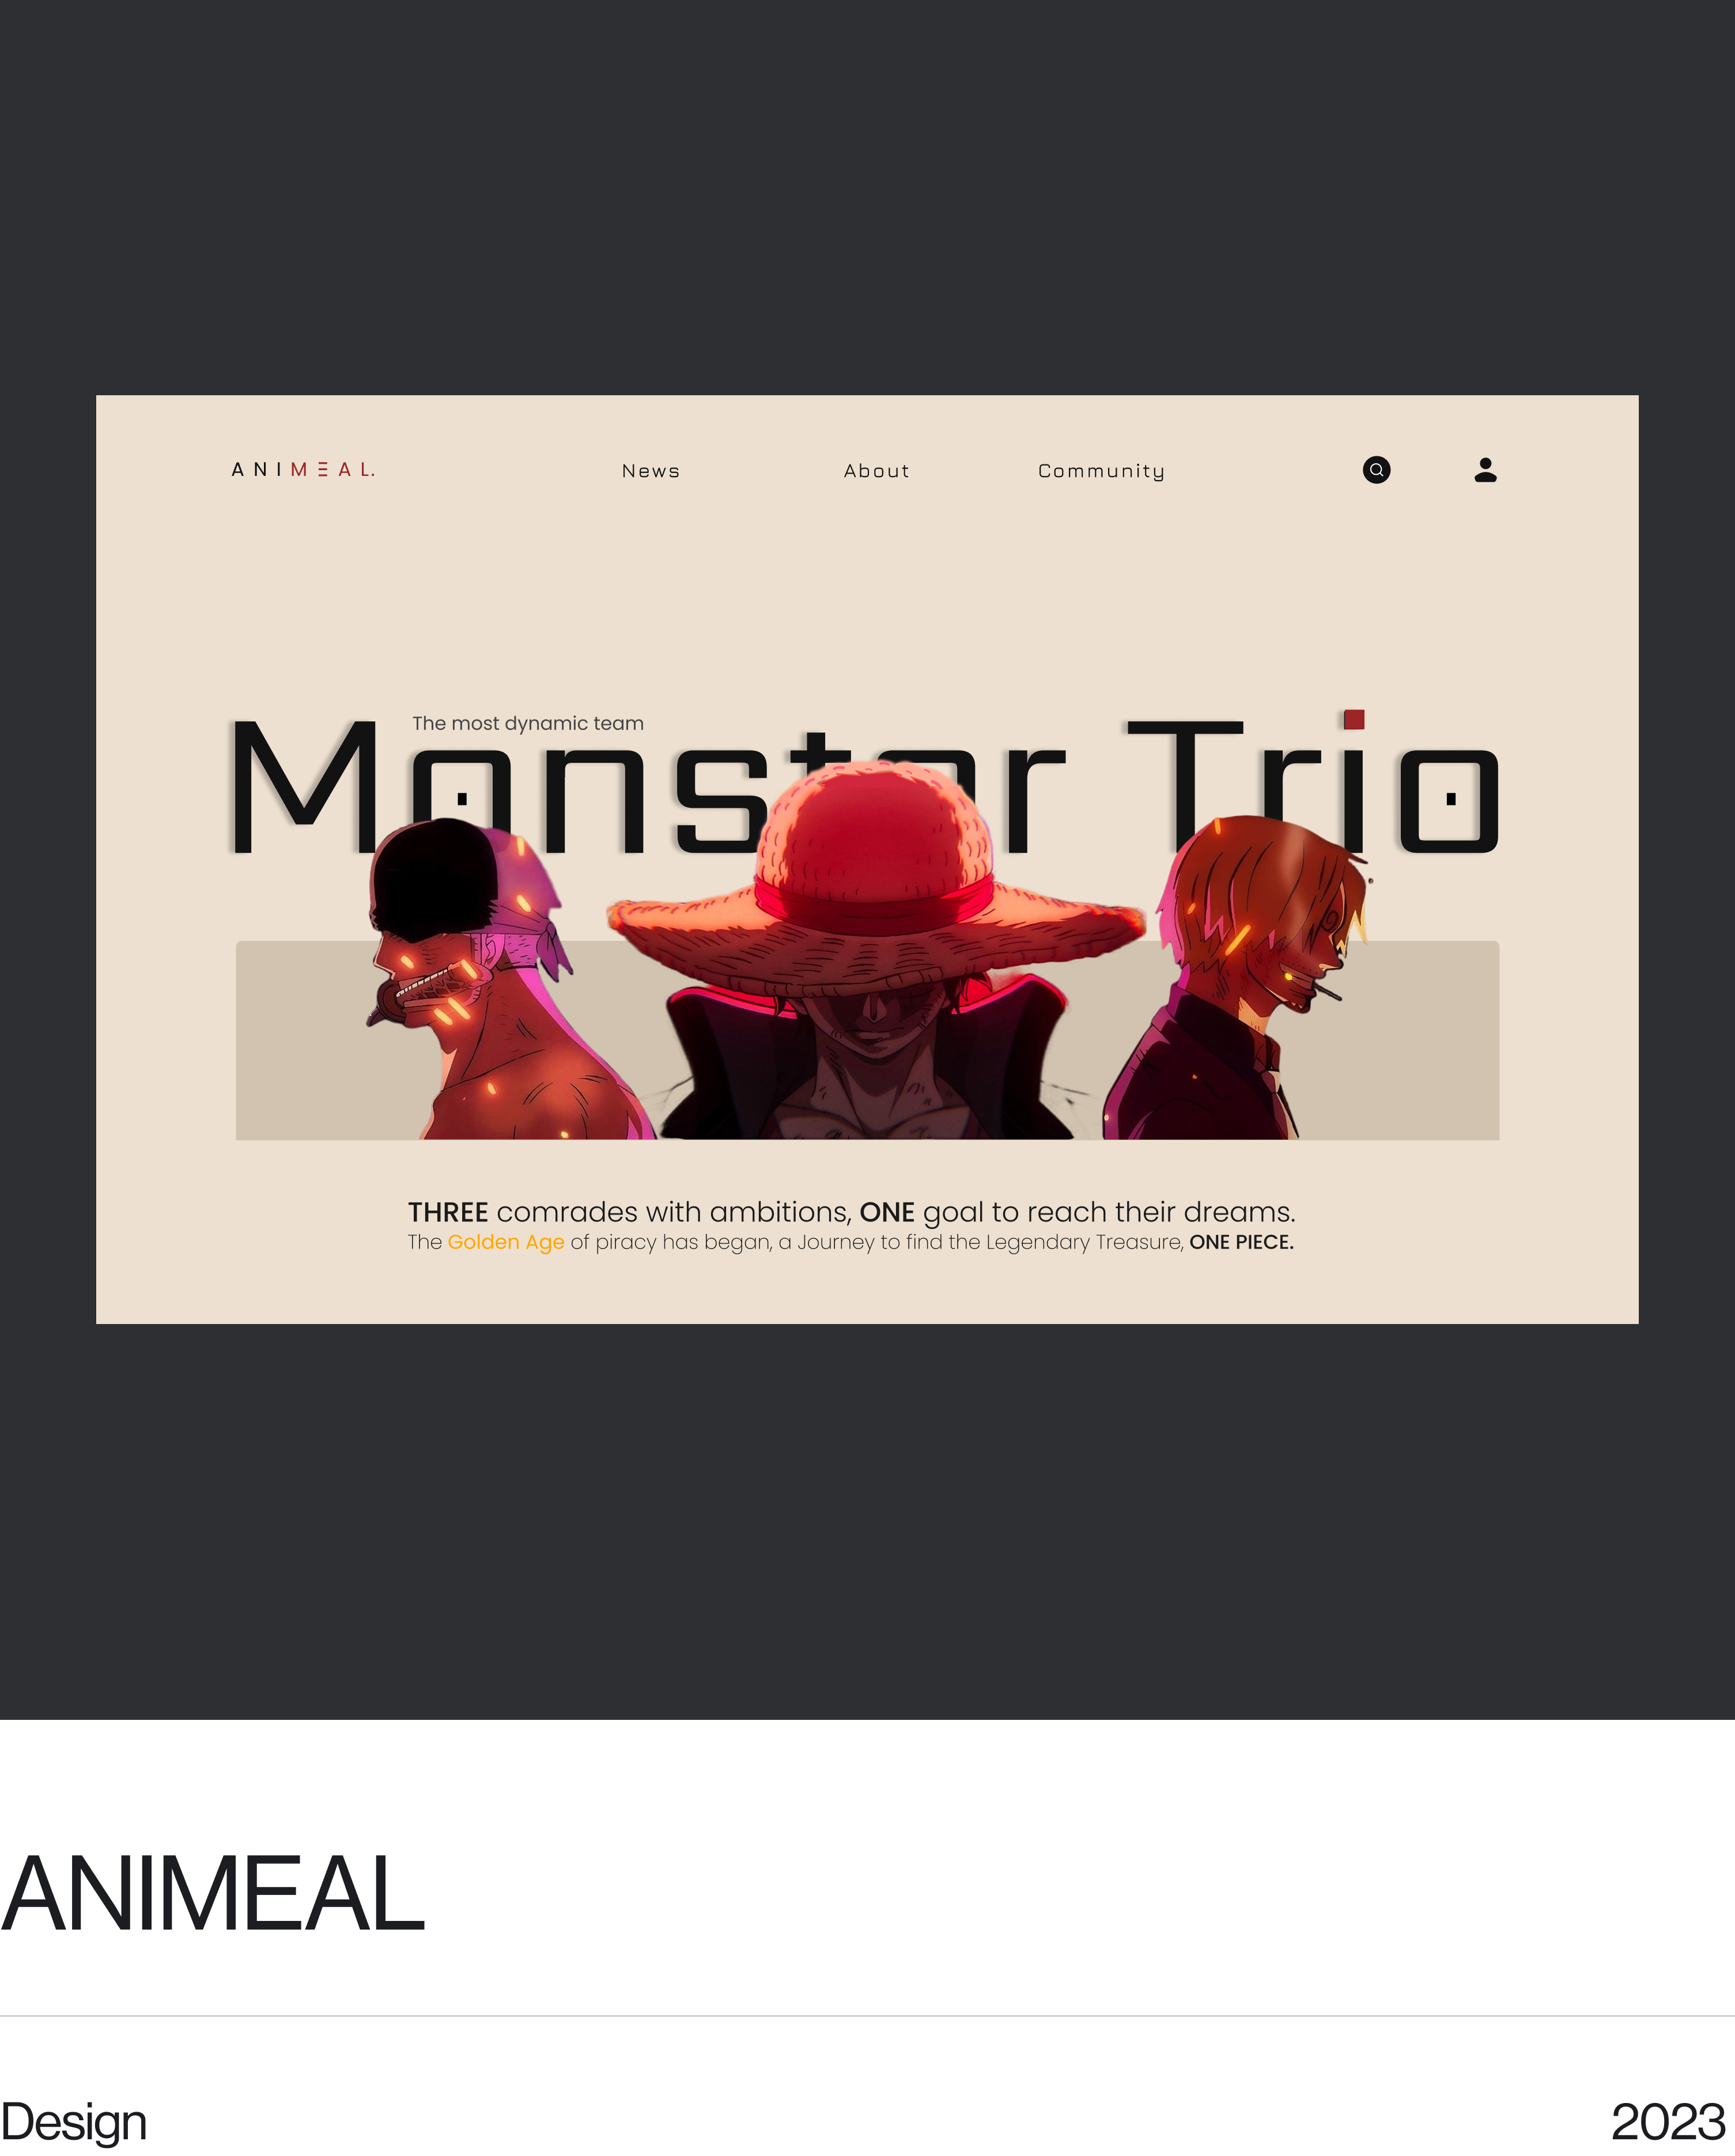 ANIMEAL.
News About Community
The most dynamic team
Monster Trio
THREE comrades with ambitions, ONE goal to reach their dreams.
The Golden Age of piracy has began, a Journey to find the Legendary Treasure, ONE PIECE.
ANIMEAL
Design 2023